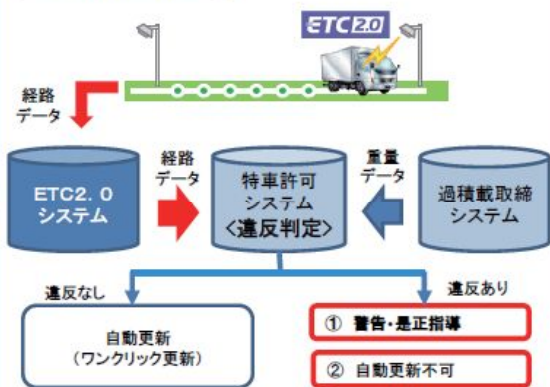 ETC2.0
経路
データ
ETC2.0
システム
経路
データ
特車許可
システム
<違反判定>
重量
データ
過積載取締
システム
違反なし
違反あり
自動更新
(ワンクリック更新)
① 警告・是正指導
② 自動更新不可